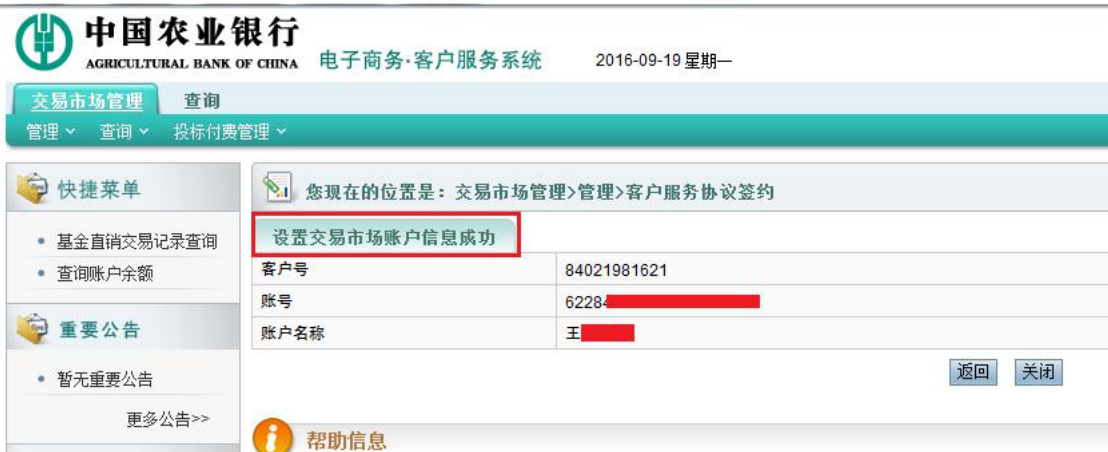 中国农业银行
AGRICULTURAL BANK OF CHINA 电子商务·客户服务系统 2016-09-19 星期一
交易市场管理 查询
管理 查询 投标付费管理
快捷菜单
您现在的位置是：交易市场管理>管理>客户服务协议签约
基金直销交易记录查询
设置交易市场账户信息成功
查询账户余额
客户号 84021981621
账号 6228
重要公告
账户名称 王
暂无重要公告
返回 关闭
更多公告>>
帮助信息